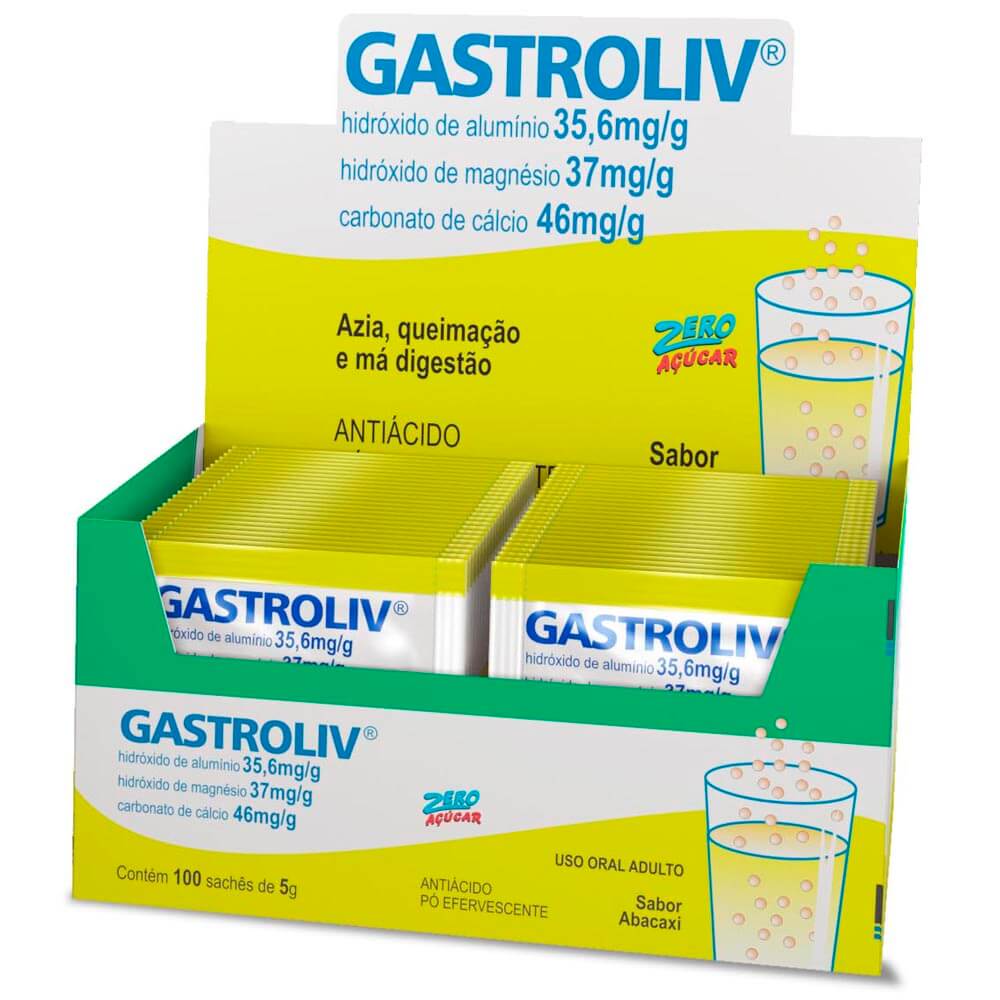 GASTROLIV®
hidróxido de alumínio 35,6mg/g
hidróxido de magnésio 37mg/g
carbonato de cálcio 46mg/g
Azia, queimação
e má digestão
ZERO
AÇÚCAR
ANTIÁCIDO
Sabor
GASTROLIV®
hidróxido de alumínio 35,6mg/g
37mg/g
GASTROLIV®
hidróxido de alumínio 35,6mg/g
37mg/g
GASTROLIV®
hidróxido de alumínio 35,6mg/g
hidróxido de magnésio 37mg/g
carbonato de cálcio 46mg/g
ZERO
AÇÚCAR
Contém 100 sachês de 5g
ANTIÁCIDO
PÓ EFERVESCENTE
USO ORAL ADULTO
Sabor
Abacaxi